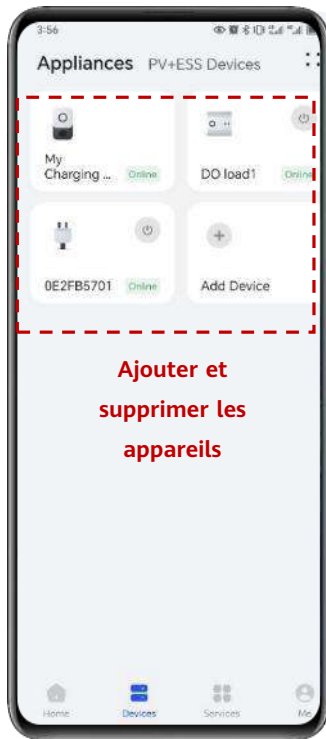 3:56
Appliances PV+ESS Devices
My
Charging ... Online
DO load1 Online
0E2FB5701 Online
Add Device
Ajouter et
supprimer les
appareils
Home Devices Services Me